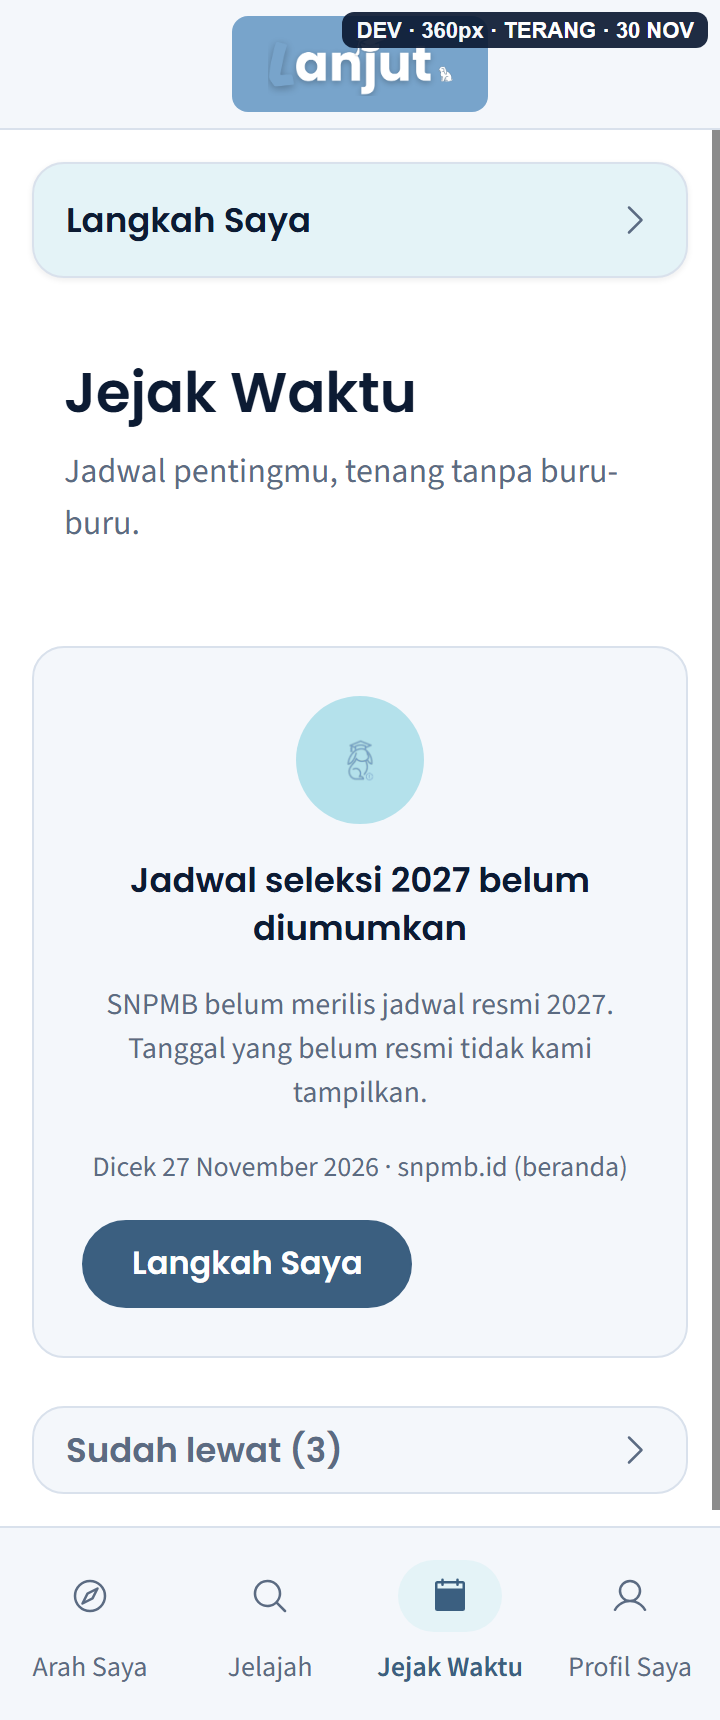 DEV · 360px · TERANG · 30 NOV
Lanjut
Langkah Saya
Jejak Waktu
Jadwal pentingmu, tenang tanpa buru-
buru.
Jadwal seleksi 2027 belum
diumumkan
SNPMB belum merilis jadwal resmi 2027.
Tanggal yang belum resmi tidak kami
tampilkan.
Dicek 27 November 2026 · snpmb.id (beranda)
Langkah Saya
Sudah lewat (3)
Arah Saya
Jelajah
Jejak Waktu
Profil Saya